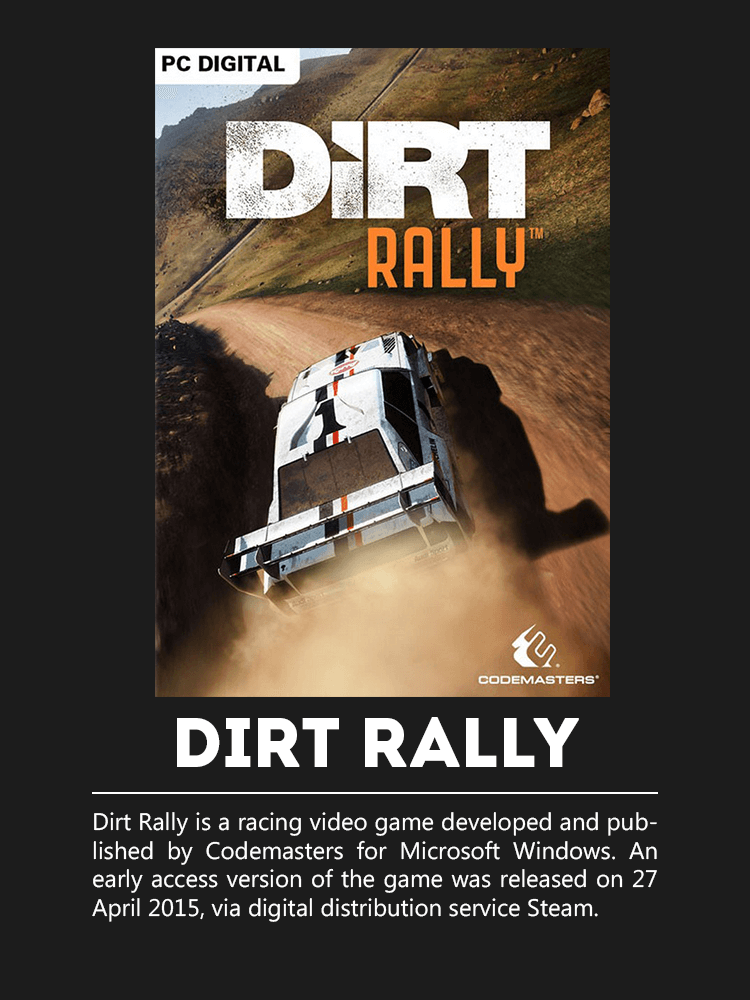 PC DIGITAL
DiRT
RALLY™
1
CODEMASTERS®
DIRT RALLY
Dirt Rally is a racing video game developed and pub-
lished by Codemasters for Microsoft Windows. An
early access version of the game was released on 27
April 2015, via digital distribution service Steam.